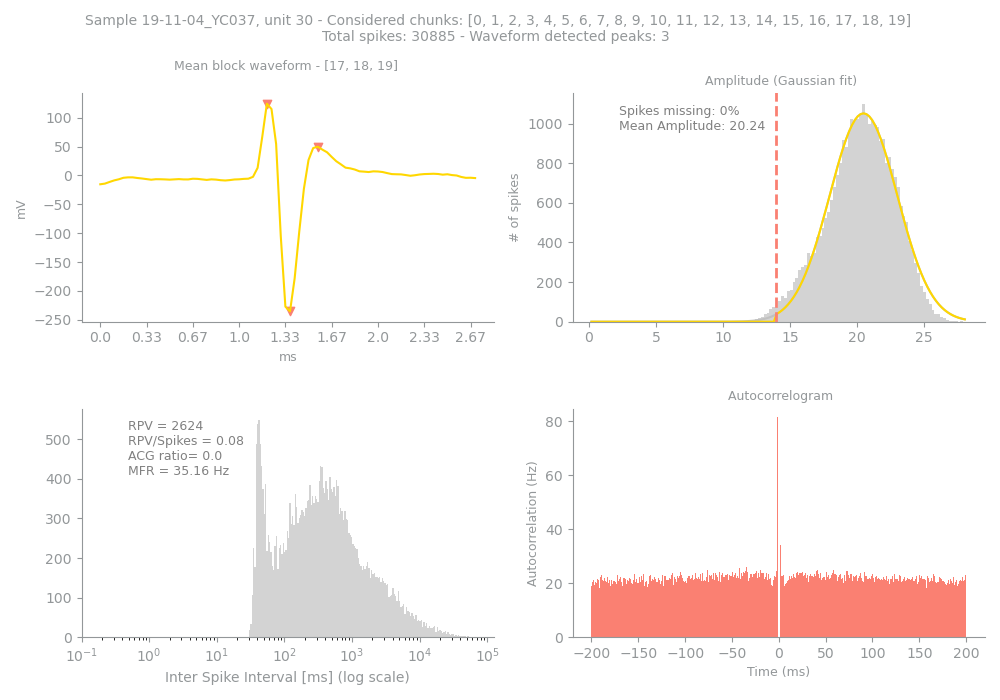 Sample 19-11-04_YC037, unit 30 - Considered chunks: [0, 1, 2, 3, 4, 5, 6, 7, 8, 9, 10, 11, 12, 13, 14, 15, 16, 17, 18, 19]
Total spikes: 30885 - Waveform detected peaks: 3
Mean block waveform - [17, 18, 19]
100
50
0
−50
−100
−150
−200
−250
mV
0.0 0.33 0.67 1.0 1.33 1.67 2.0 2.33 2.67
ms
Amplitude (Gaussian fit)
Spikes missing: 0%
Mean Amplitude: 20.24
1000
800
600
400
200
0
# of spikes
0 5 10 15 20 25
RPV = 2624
RPV/Spikes = 0.08
ACG ratio= 0.0
MFR = 35.16 Hz
500
400
300
200
100
0
10⁻¹ 10⁰ 10¹ 10² 10³ 10⁴ 10⁵
Inter Spike Interval [ms] (log scale)
Autocorrelogram
80
60
40
20
0
Autocorrelation (Hz)
−200 −150 −100 −50 0 50 100 150 200
Time (ms)